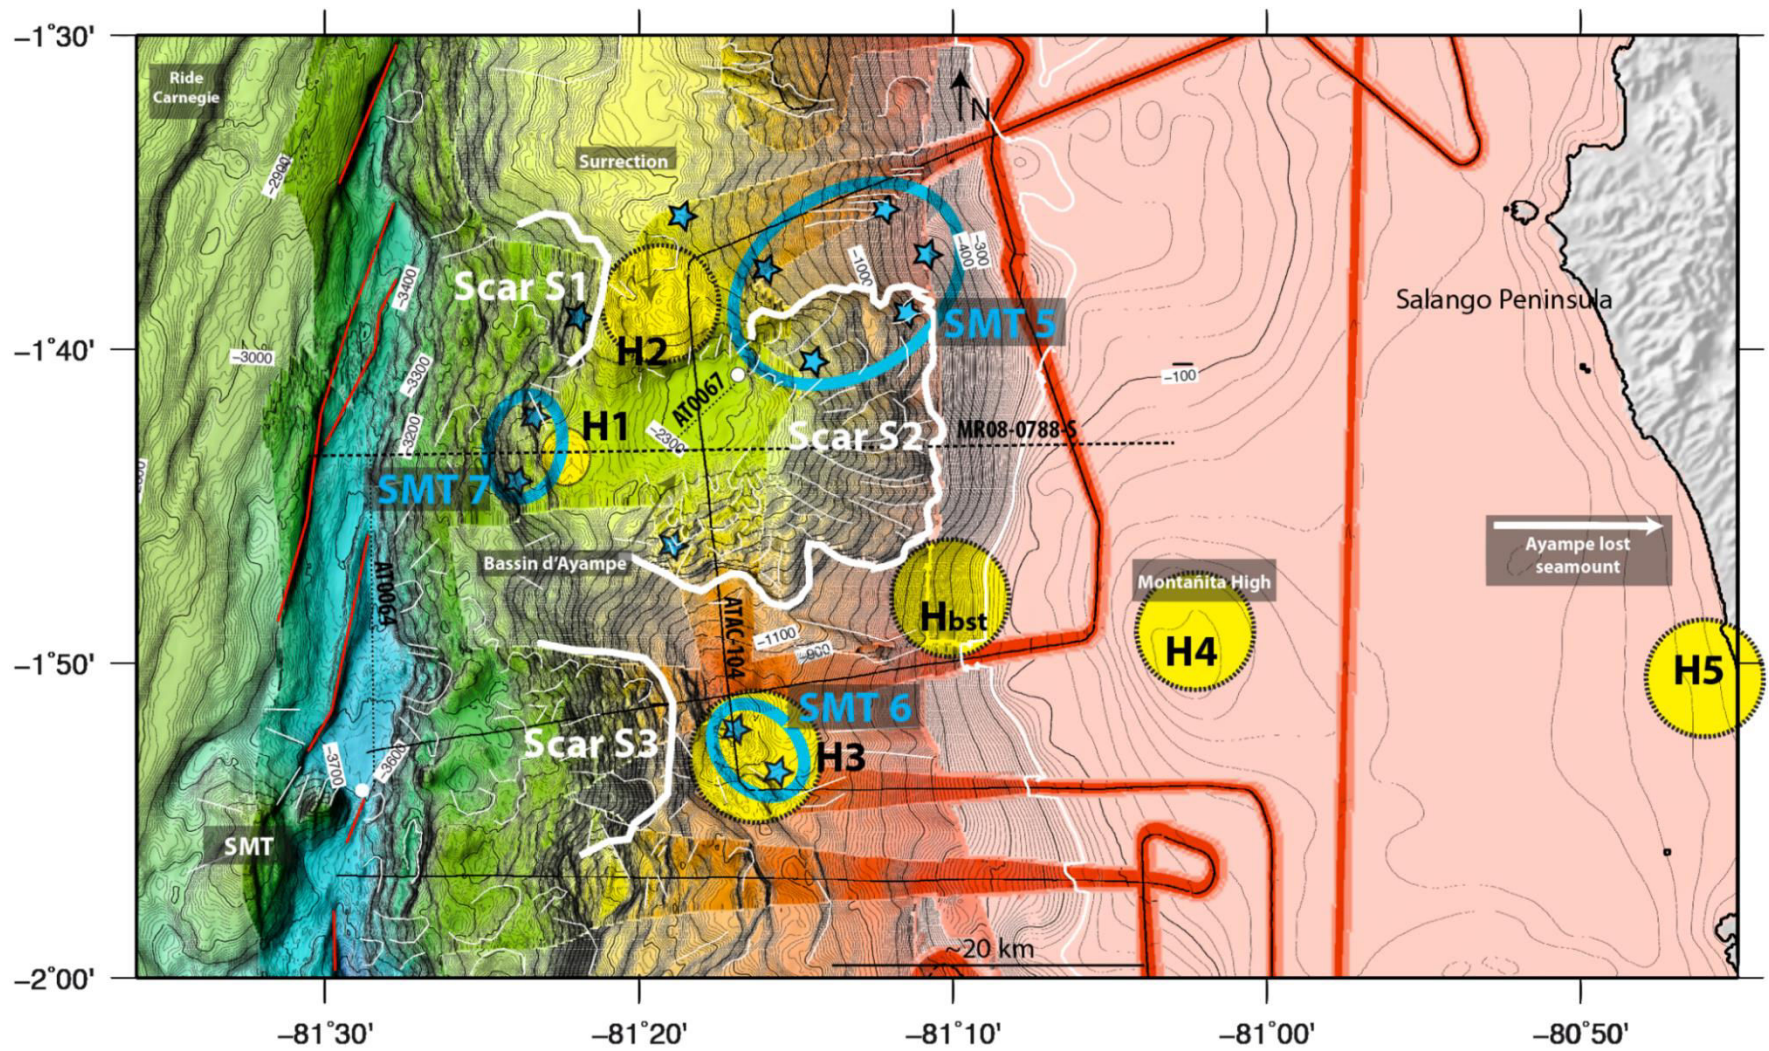 −1°30'
Ride
Carnegie
−2900
Surrection
N
Scar S1
−3400
−1000
−400
−300
SMT 5
Salango Peninsula
−1°40'
−3000
H2
−3300
AT0067
−100
H1
−3200
−2300
Scar S2
MR08-0788-S
SMT 7
Bassin d'Ayampe
Ayampe lost
seamount
AT0064
Montañita High
Hbst
ATAC-104
−1100
−900
−1°50'
H4
H5
SMT 6
Scar S3
H3
−3700
−3600
SMT
~20 km
−2°00'
−81°30'
−81°20'
−81°10'
−81°00'
−80°50'